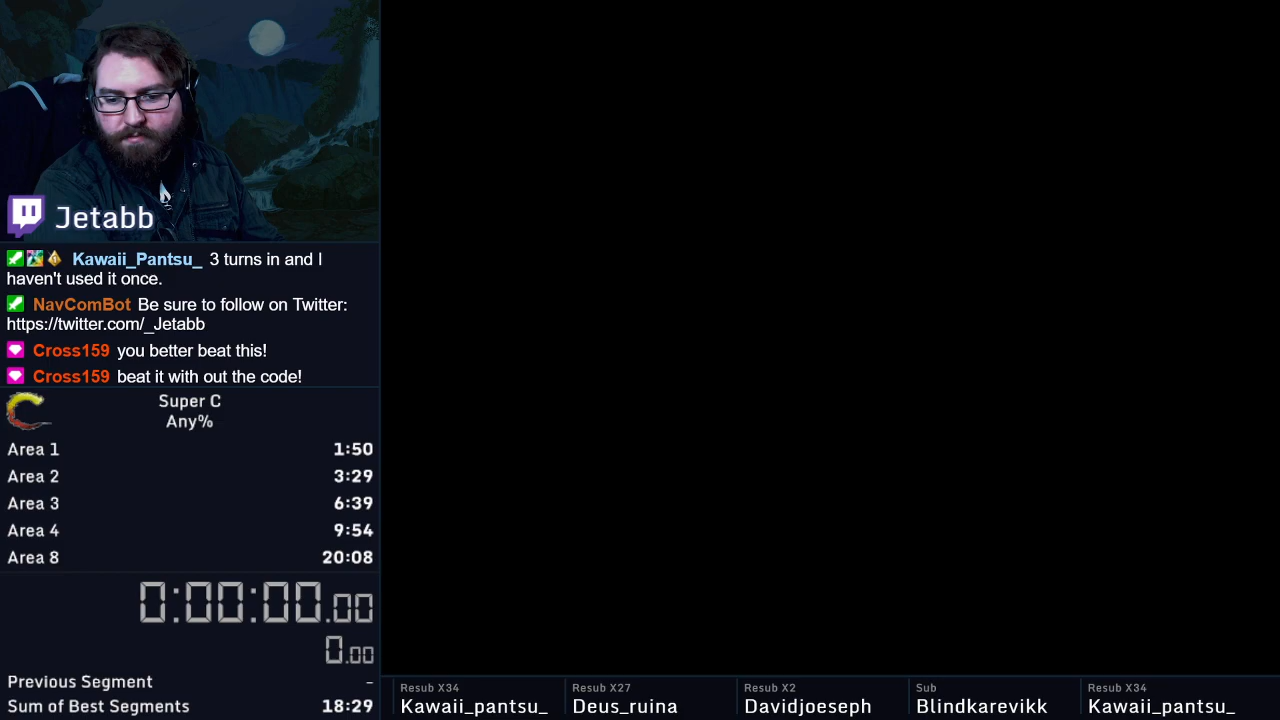 Jetabb
Kawaii_Pantsu_ 3 turns in and I
haven't used it once.
NavComBot Be sure to follow on Twitter:
https://twitter.com/_Jetabb
Cross159 you better beat this!
Cross159 beat it with out the code!
Super C
Any%
Area 1 1:50
Area 2 3:29
Area 3 6:39
Area 4 9:54
Area 8 20:08
0:00:00.00
0.00
Previous Segment -
Sum of Best Segments 18:29
Resub X34 Resub X27 Resub X2 Sub Resub X34
Kawaii_pantsu_ Deus_ruina Davidjoeseph Blindkarevikk Kawaii_pantsu_